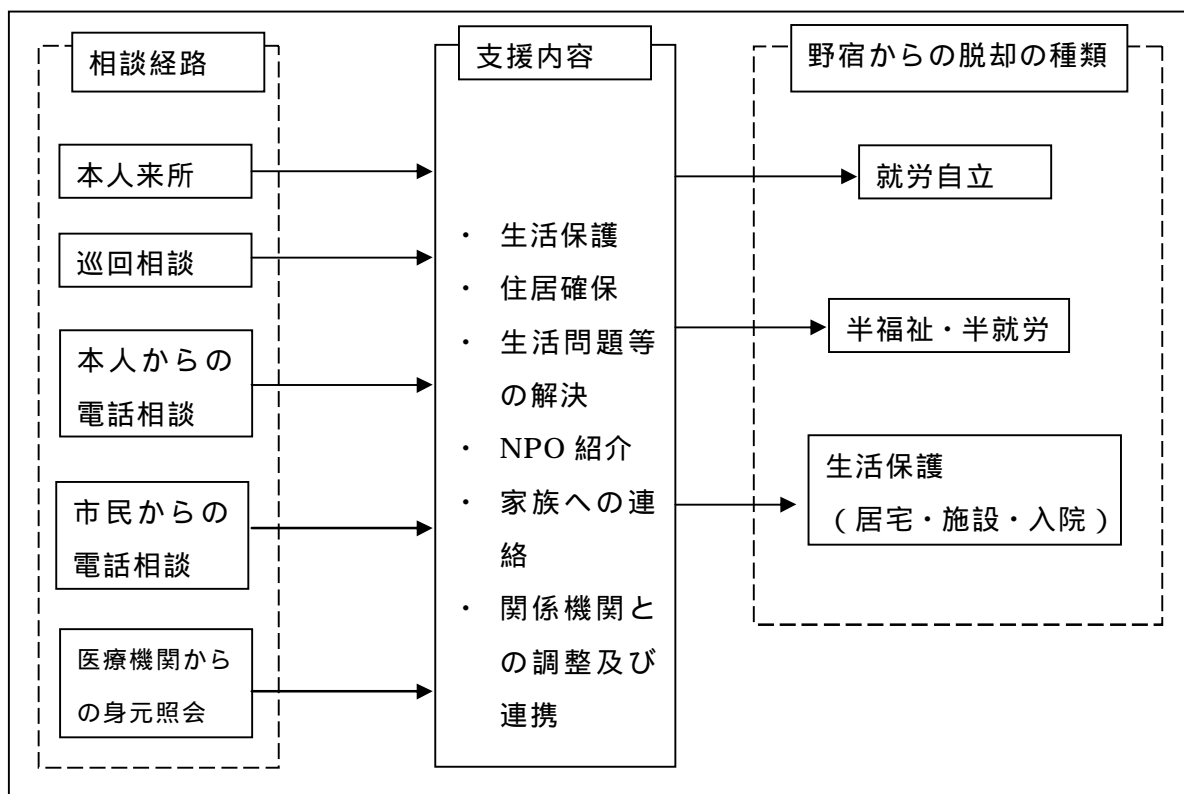 相談経路
本人来所
巡回相談
本人からの
電話相談
市民からの
電話相談
医療機関から
の身元照会
支援内容
・ 生活保護
・ 住居確保
・ 生活問題等
の解決
・ NPO 紹介
・ 家族への連
絡
・ 関係機関と
の調整及び
連携
野宿からの脱却の種類
就労自立
半福祉・半就労
生活保護
（居宅・施設・入院）